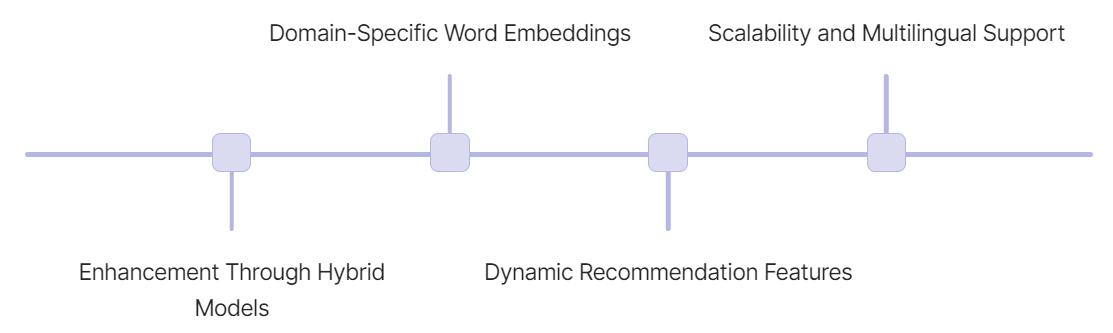 Domain-Specific Word Embeddings
Scalability and Multilingual Support
Enhancement Through Hybrid
Models
Dynamic Recommendation Features